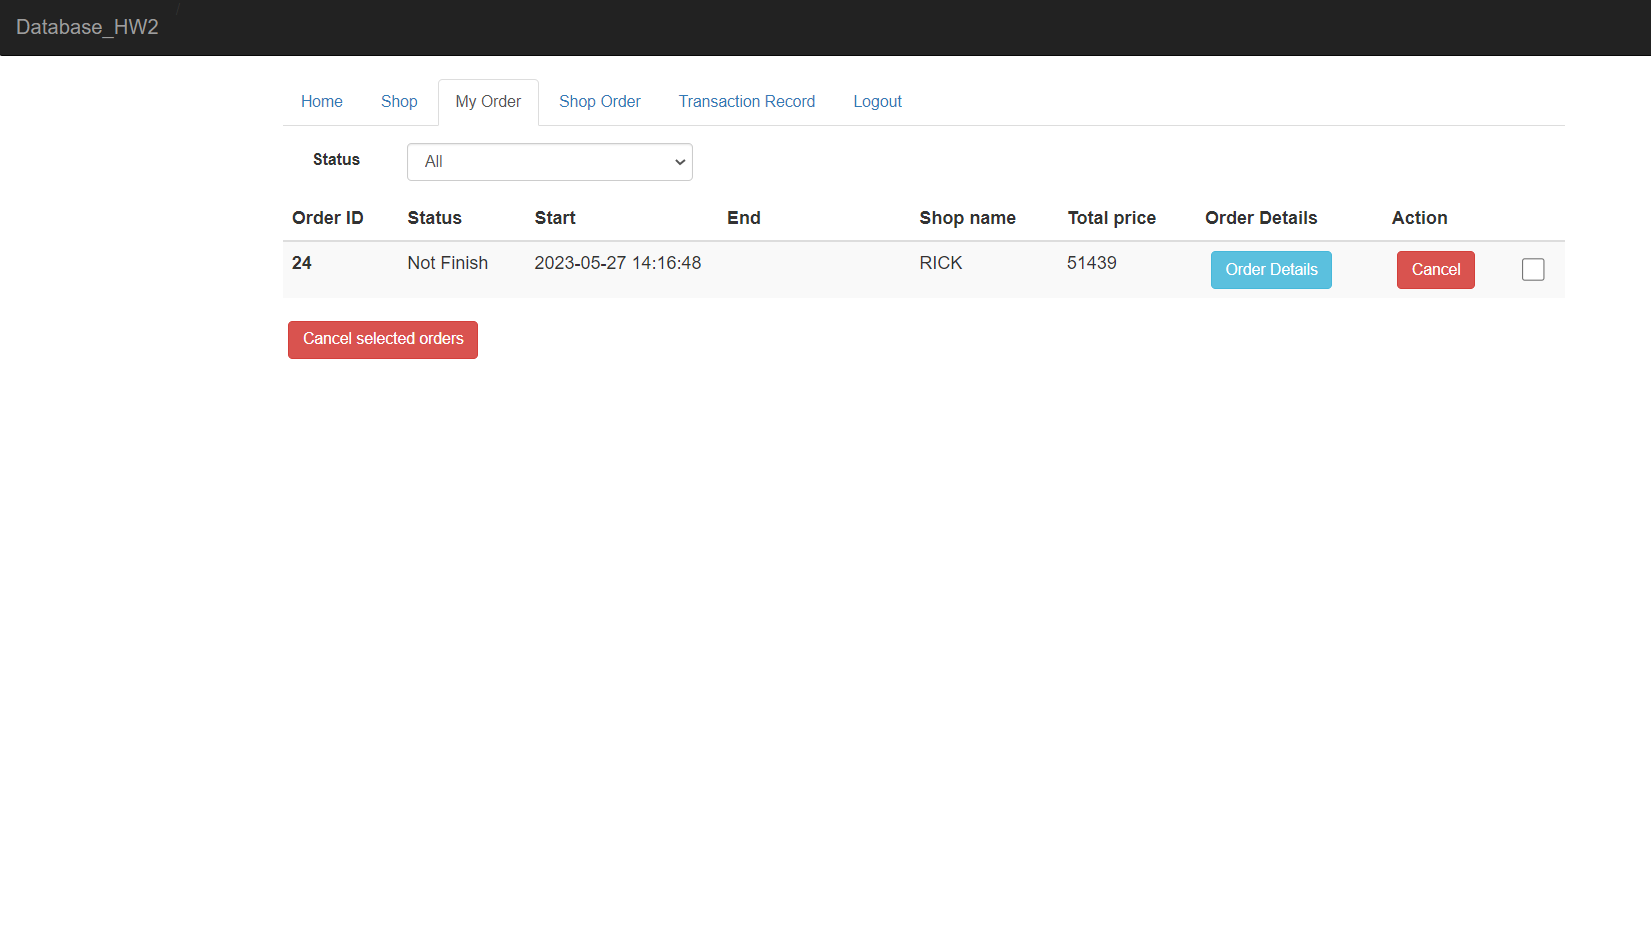 Database_HW2
Home Shop My Order Shop Order Transaction Record Logout
Status All
Order ID Status Start End Shop name Total price Order Details Action
24 Not Finish 2023-05-27 14:16:48 RICK 51439 Order Details Cancel
Cancel selected orders